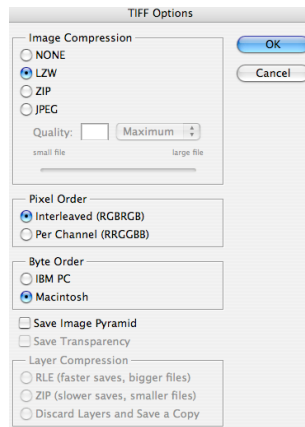 TIFF Options
Image Compression
NONE
LZW
ZIP
JPEG
Quality: Maximum
small file large file
OK
Cancel
Pixel Order
Interleaved (RGBRGB)
Per Channel (RRGGBB)
Byte Order
IBM PC
Macintosh
Save Image Pyramid
Save Transparency
Layer Compression
RLE (faster saves, bigger files)
ZIP (slower saves, smaller files)
Discard Layers and Save a Copy